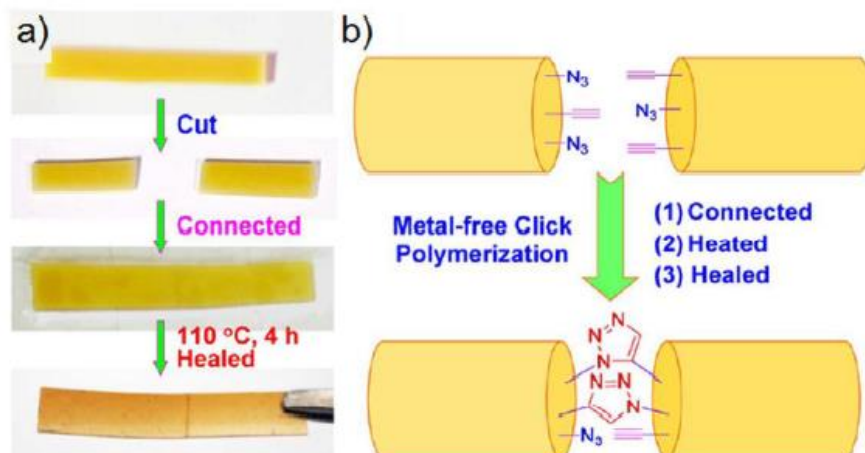 a)
Cut
Connected
110 °C, 4 h
Healed
b)
N₃
N₃
N₃
Metal-free Click
Polymerization
(1) Connected
(2) Heated
(3) Healed
N
N
N
N=N
N
N₃